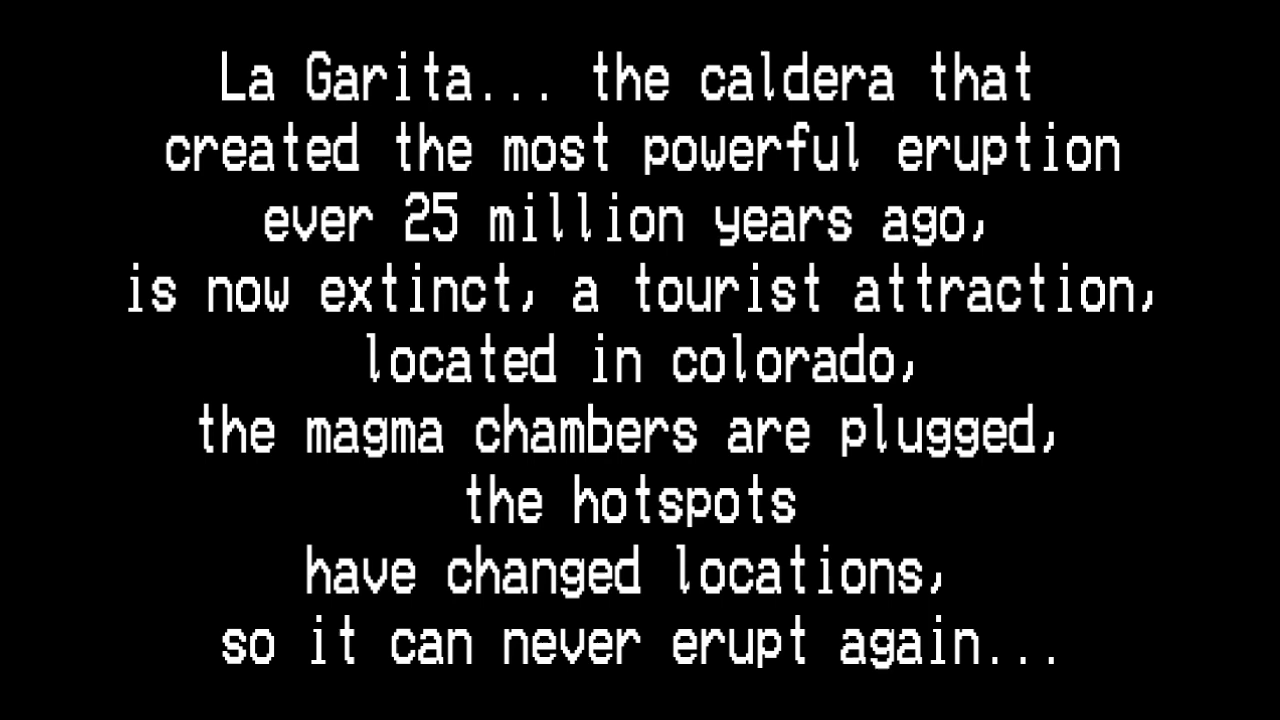 La Garita... the caldera that
created the most powerful eruption
ever 25 million years ago,
is now extinct, a tourist attraction,
located in colorado,
the magma chambers are plugged,
the hotspots
have changed locations,
so it can never erupt again...